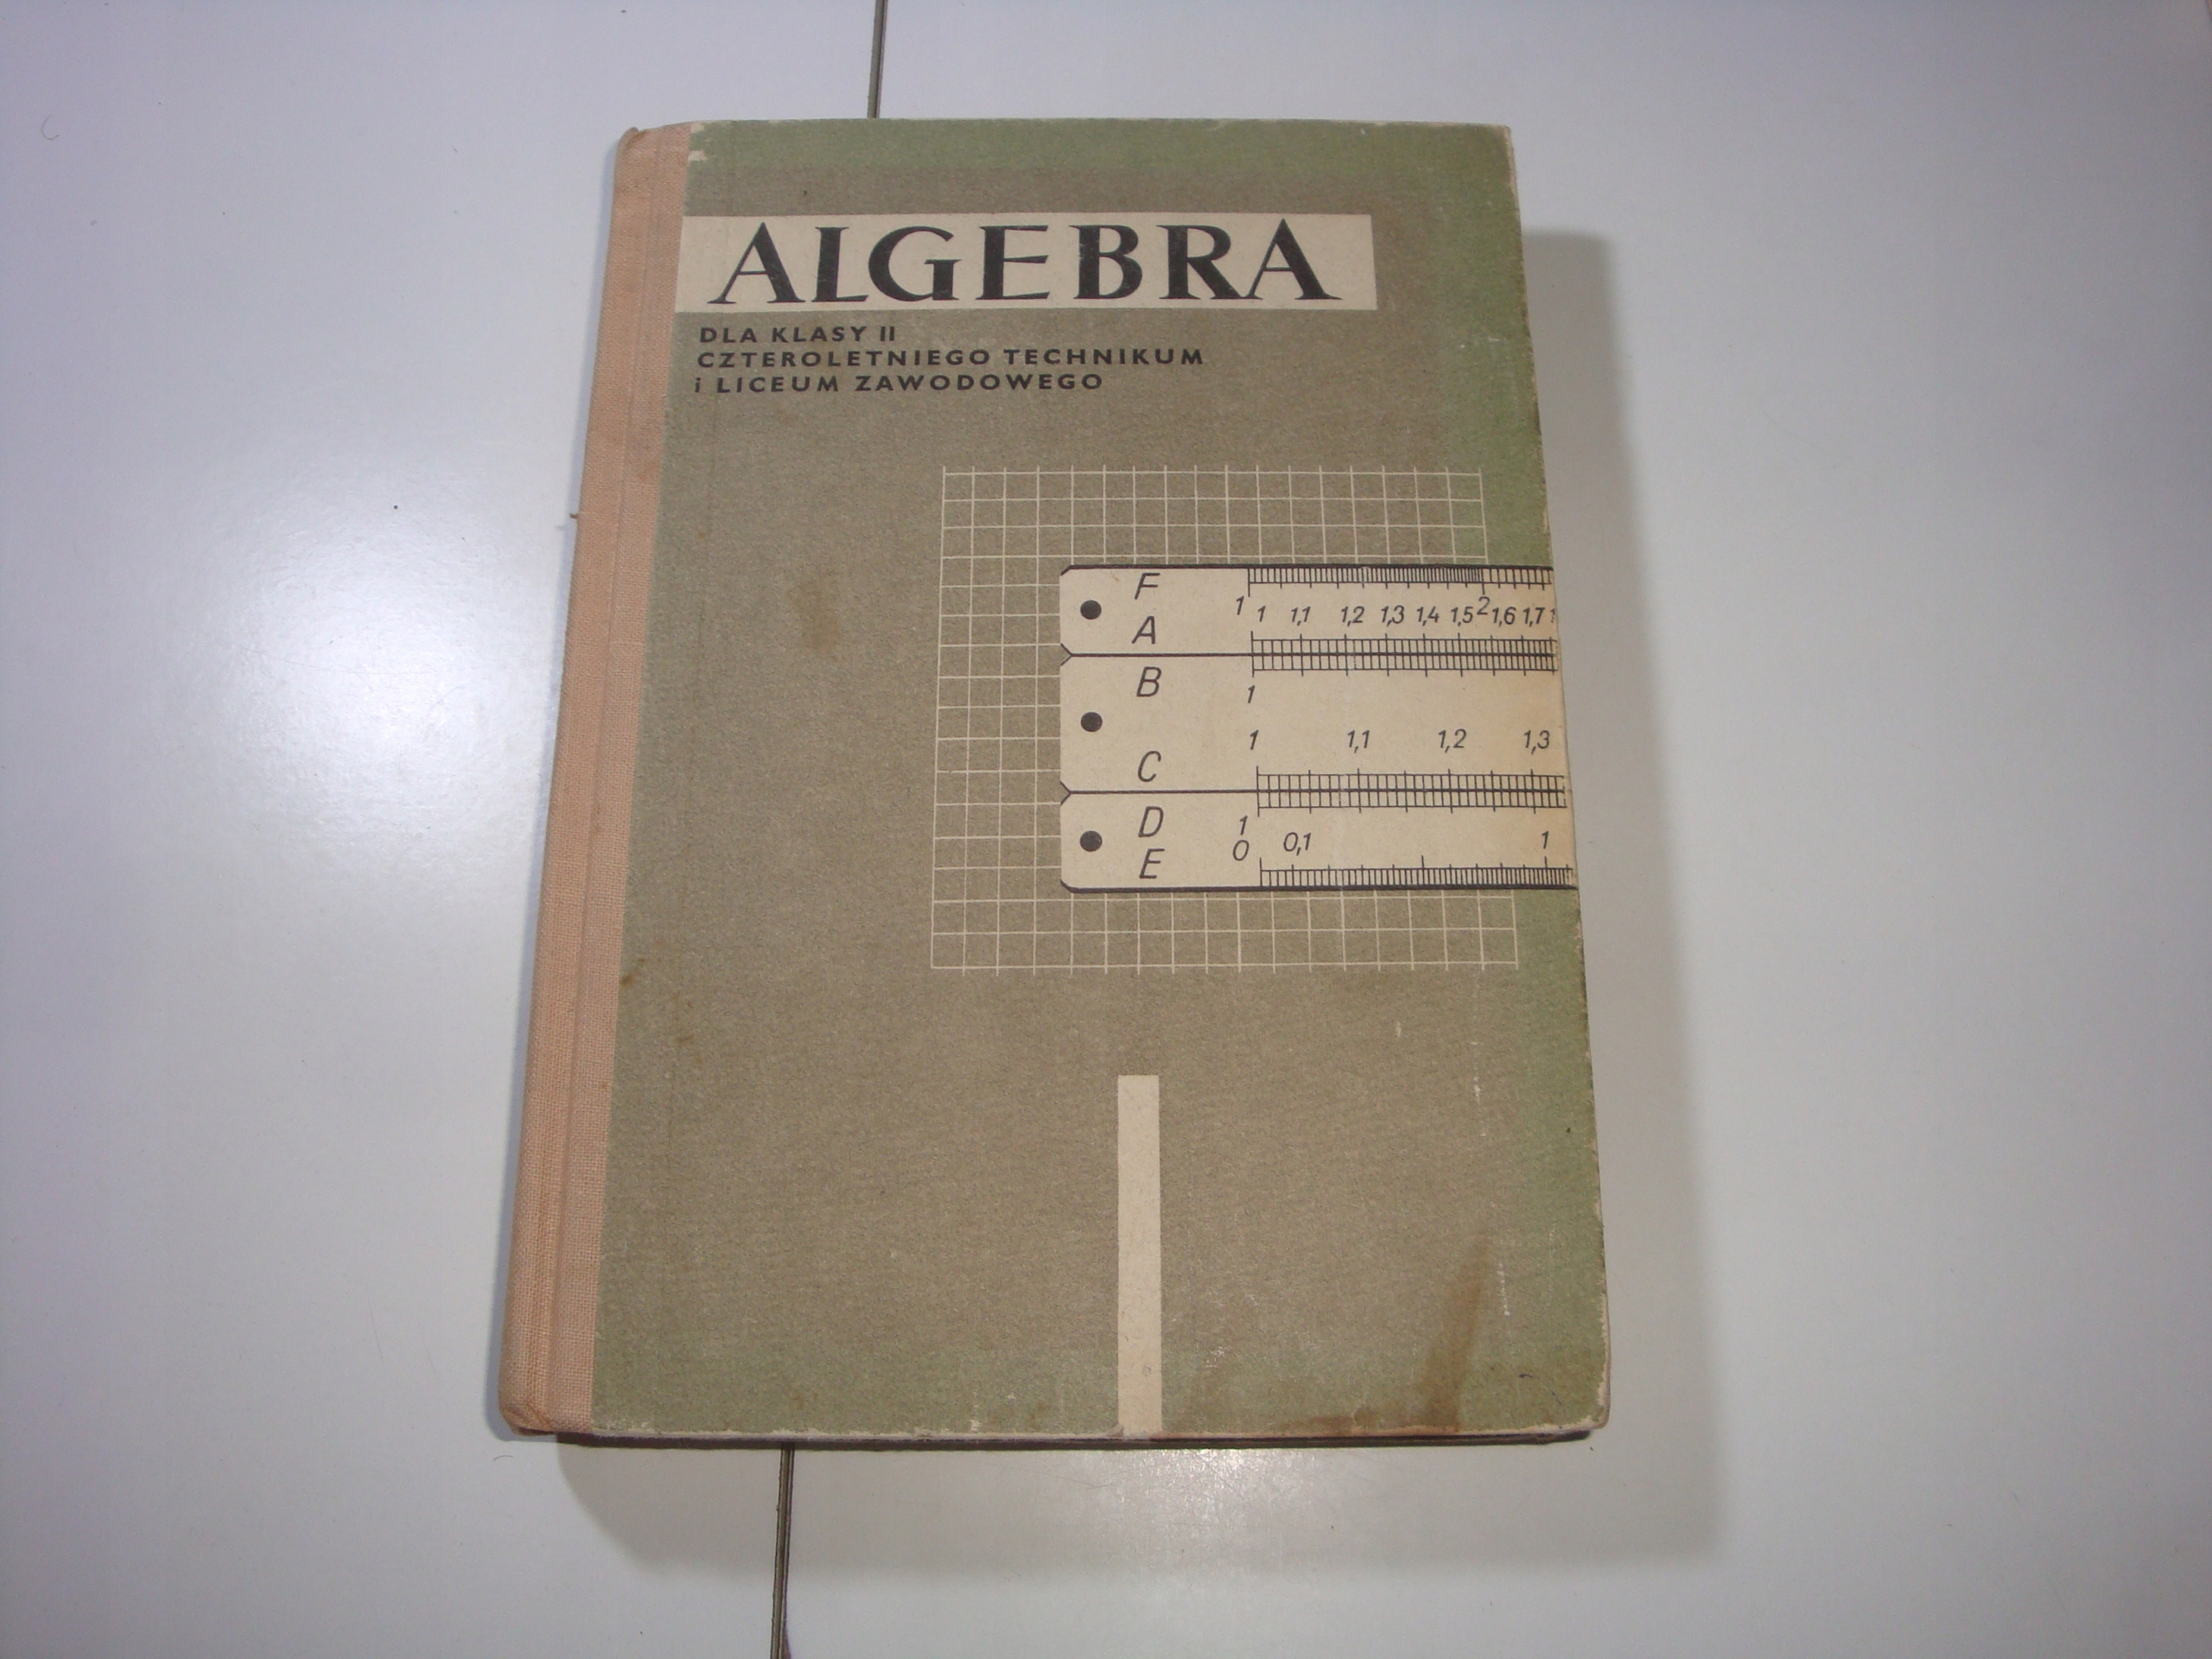 ALGEBRA
DLA KLASY II
CZTEROLETNIEGO TECHNIKUM
i LICEUM ZAWODOWEGO
F
1 1 1,1 1,2 1,3 1,4 1,5 2 1,6 1,7
A
B
1
1 1,1 1,2 1,3
C
D
1
0 0,1 1
E